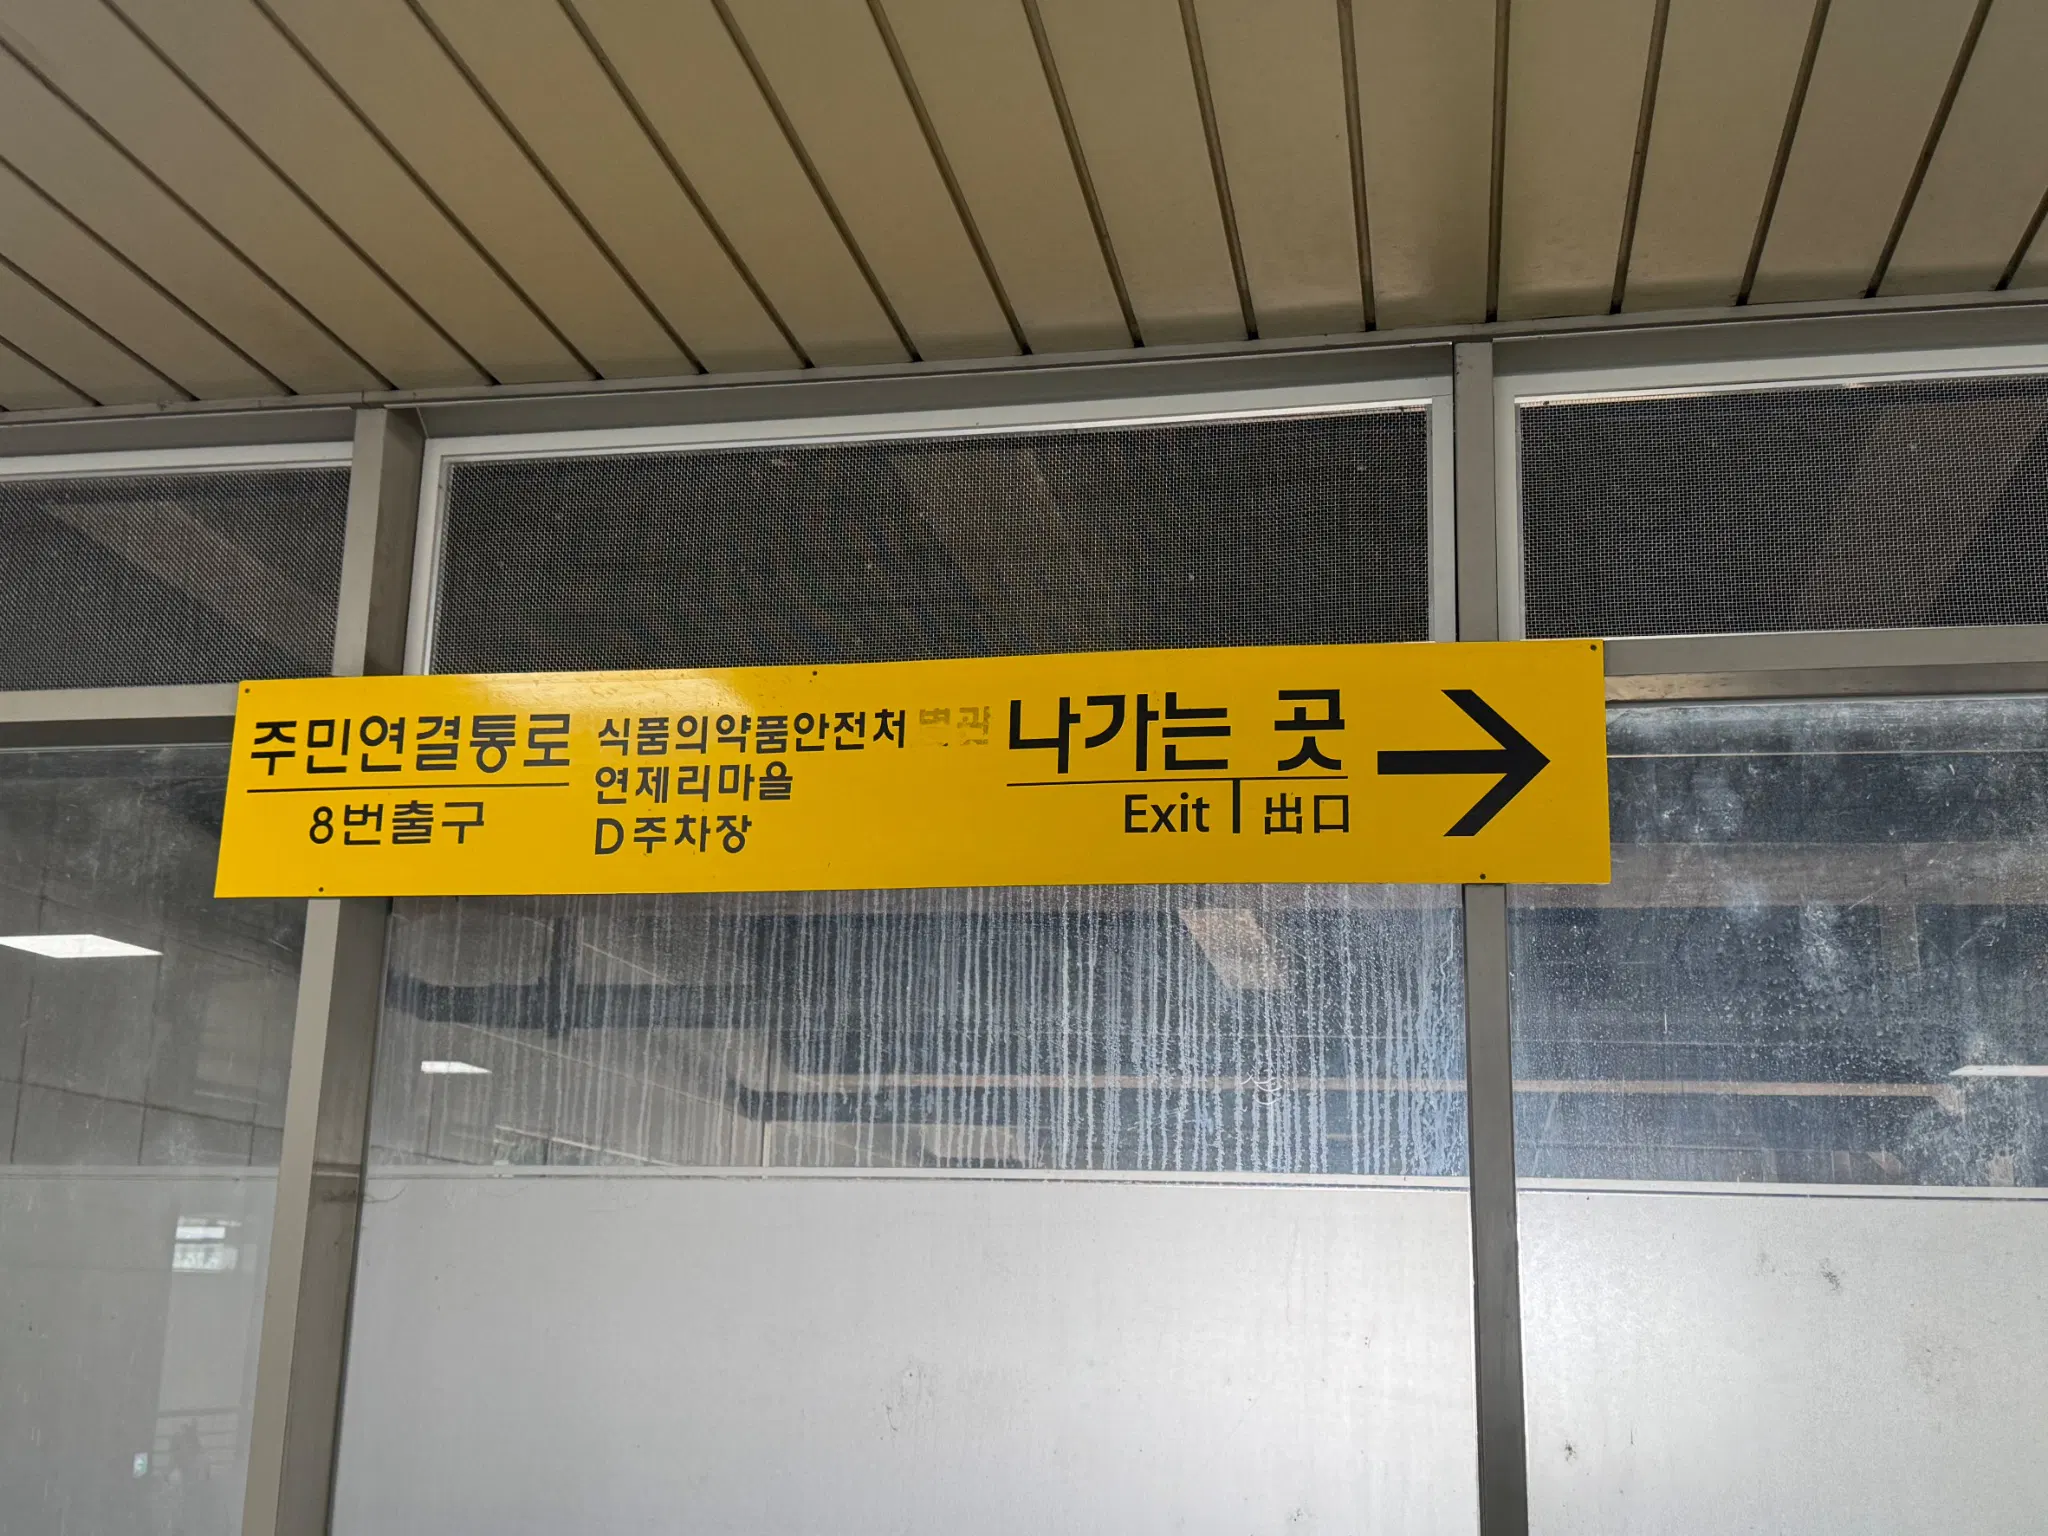 주민연결통로
8번출구
식품의약품안전처
연제리마을
D주차장
나가는 곳
Exit | 出口